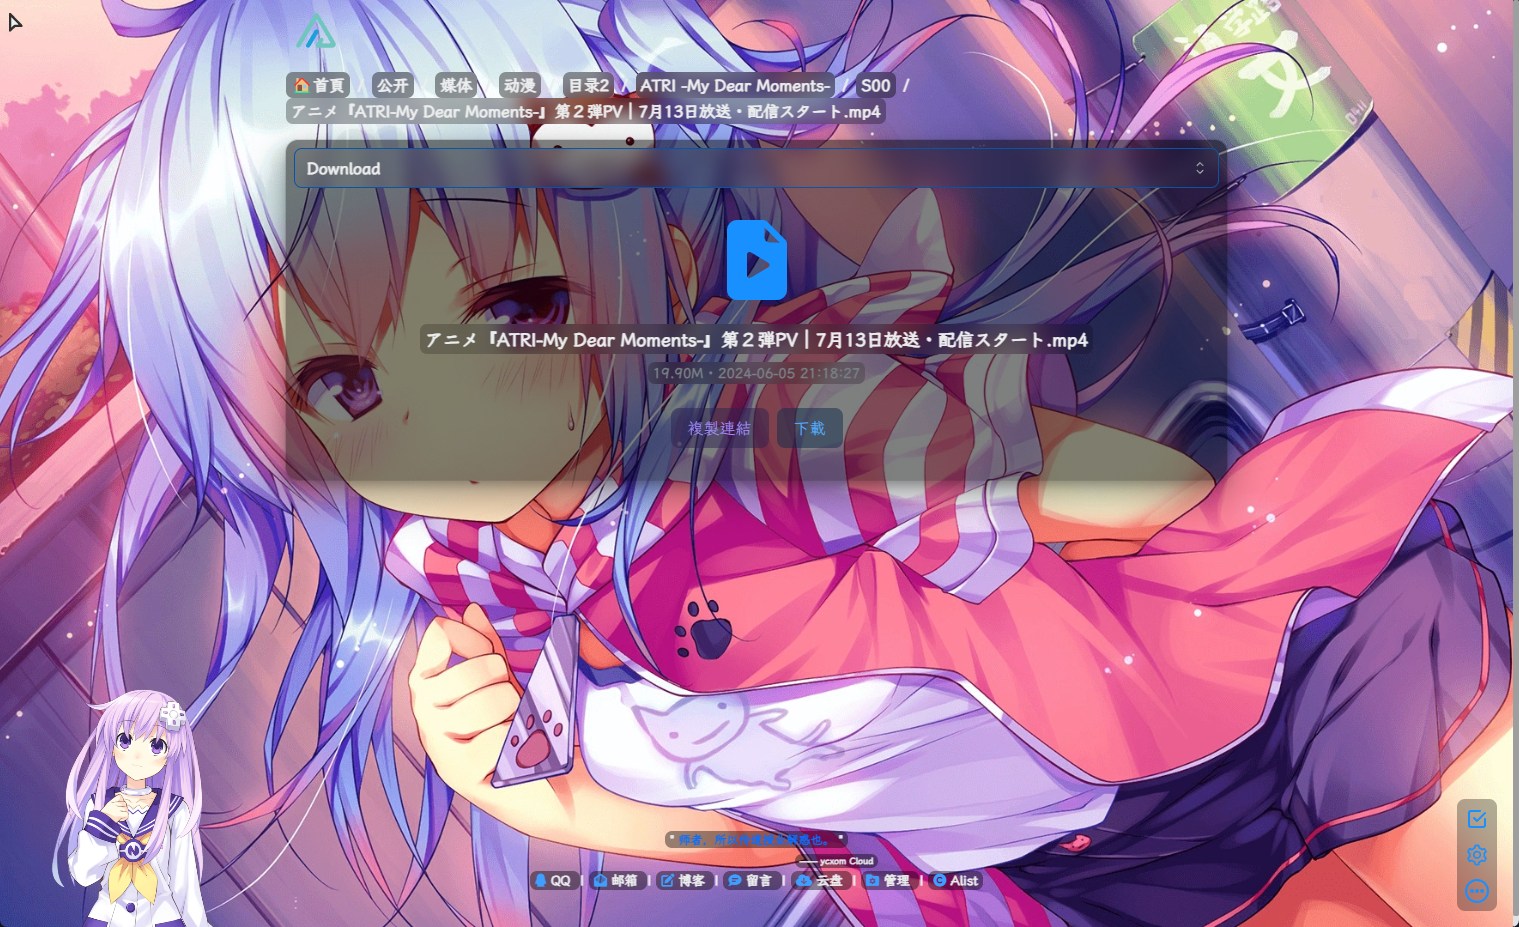 首頁 / 公开 / 媒体 / 动漫 / 目录2 / ATRI -My Dear Moments- / S00 /
アニメ『ATRI-My Dear Moments-』第２弾PV｜7月13日放送・配信スタート.mp4
Download
アニメ『ATRI-My Dear Moments-』第２弾PV｜7月13日放送・配信スタート.mp4
19.90M · 2024-06-05 21:18:27
複製連結 下載
—— ycxom Cloud
QQ | 邮箱 | 博客 | 留言 | 云盘 | 管理 | Alist